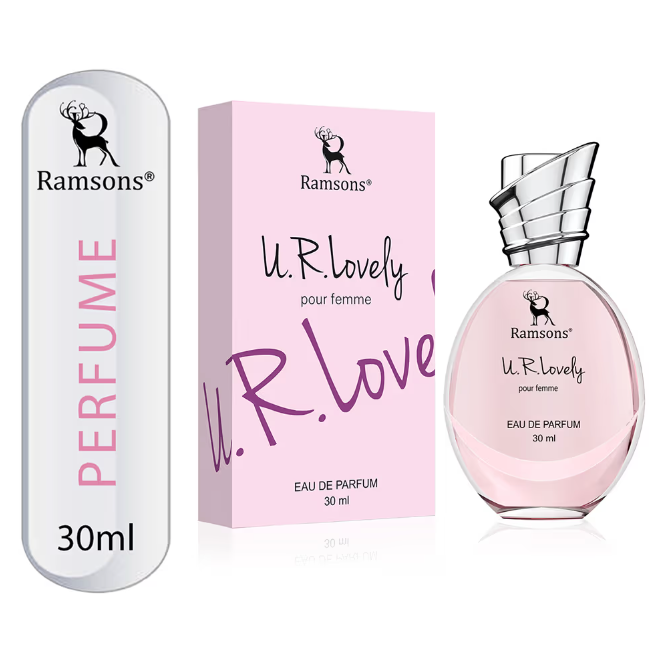 Ramsons®
PERFUME
30ml
Ramsons®
U.R.Lovely
pour femme
U.R.Love
EAU DE PARFUM
30 ml
Ramsons®
U.R.Lovely
pour femme
EAU DE PARFUM
30 ml